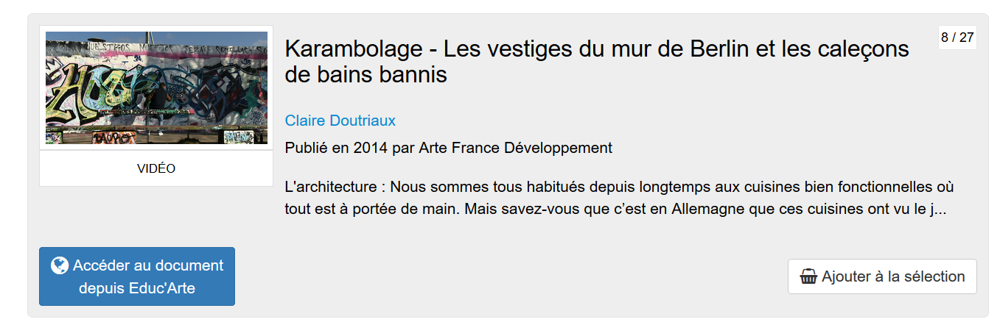 8 / 27
Karambolage - Les vestiges du mur de Berlin et les caleçons
de bains bannis
Claire Doutriaux
Publié en 2014 par Arte France Développement
VIDÉO
L'architecture : Nous sommes tous habitués depuis longtemps aux cuisines bien fonctionnelles où
tout est à portée de main. Mais savez-vous que c’est en Allemagne que ces cuisines ont vu le j...
Accéder au document
depuis Educ'Arte
Ajouter à la sélection